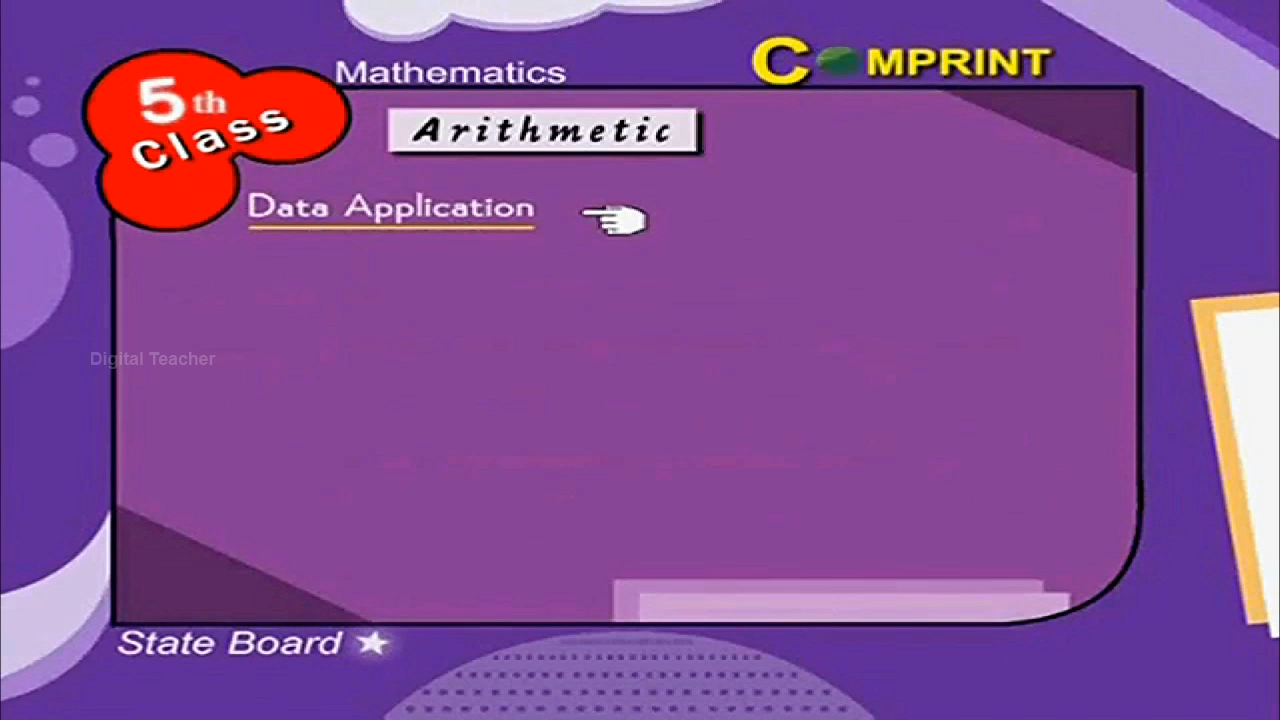 Mathematics
COMPRINT
5th
Class
Arithmetic
Data Application
Digital Teacher
State Board